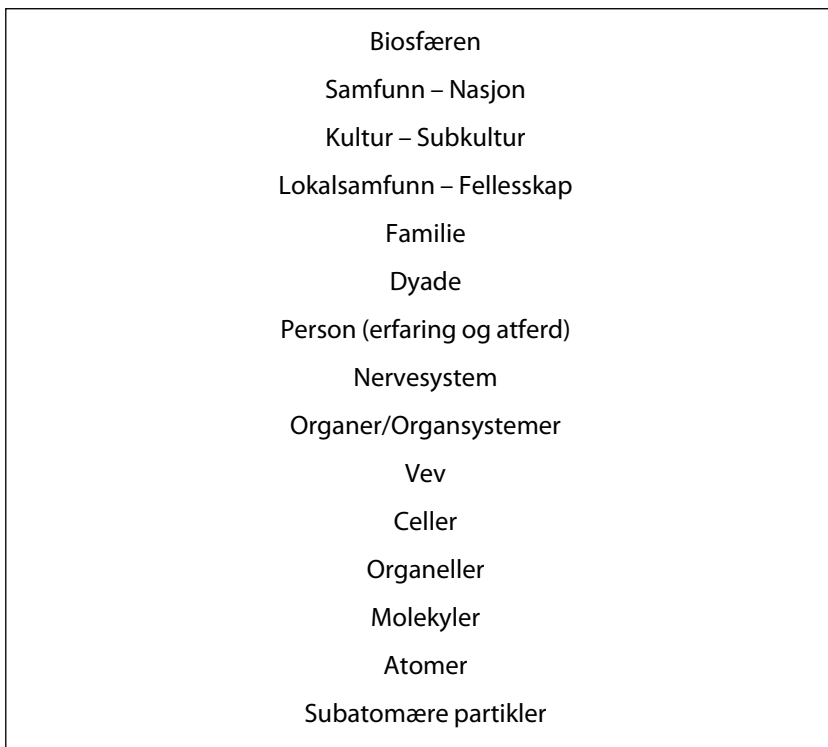 Biosfæren
Samfunn – Nasjon
Kultur – Subkultur
Lokalsamfunn – Fellesskap
Familie
Dyade
Person (erfaring og atferd)
Nervesystem
Organer/Organsystemer
Vev
Celler
Organeller
Molekyler
Atomer
Subatomære partikler